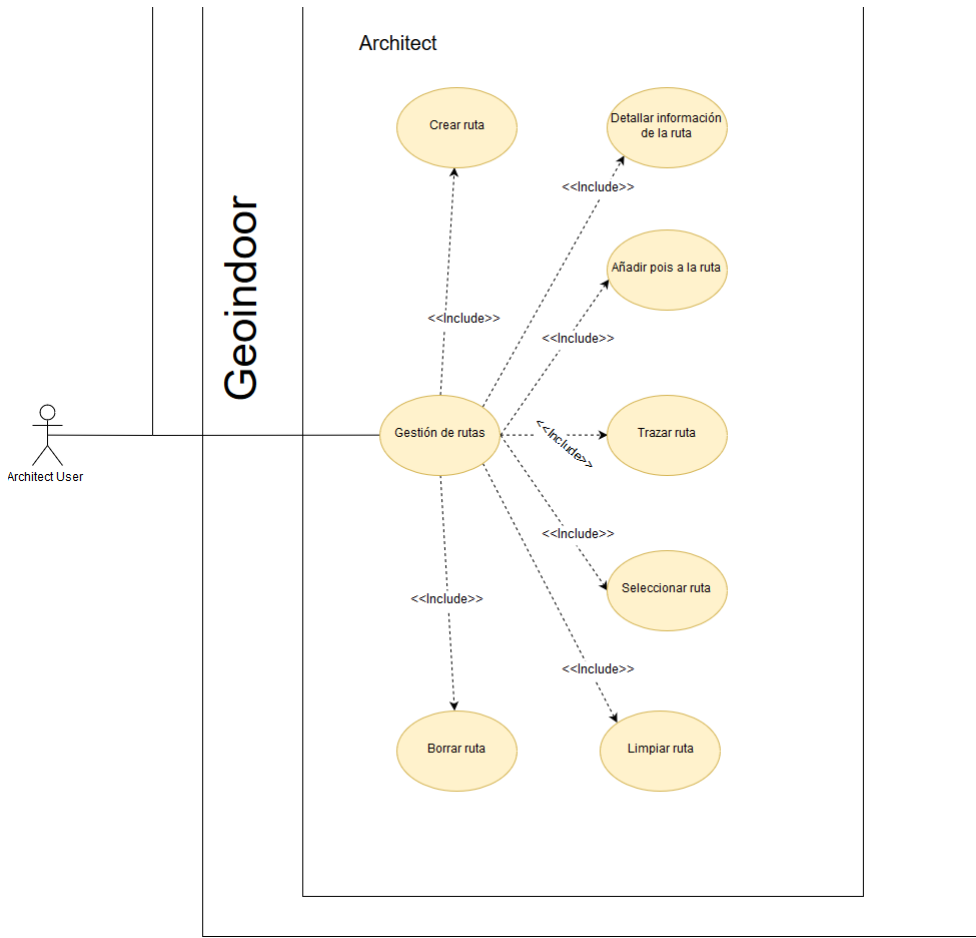 Architect
Crear ruta
Detallar información
de la ruta
<<Include>>
Añadir pois a la ruta
<<Include>>
<<Include>>
Geoindoor
Gestión de rutas
<<Include>>
Trazar ruta
Architect User
<<Include>>
Seleccionar ruta
<<Include>>
<<Include>>
Borrar ruta
Limpiar ruta